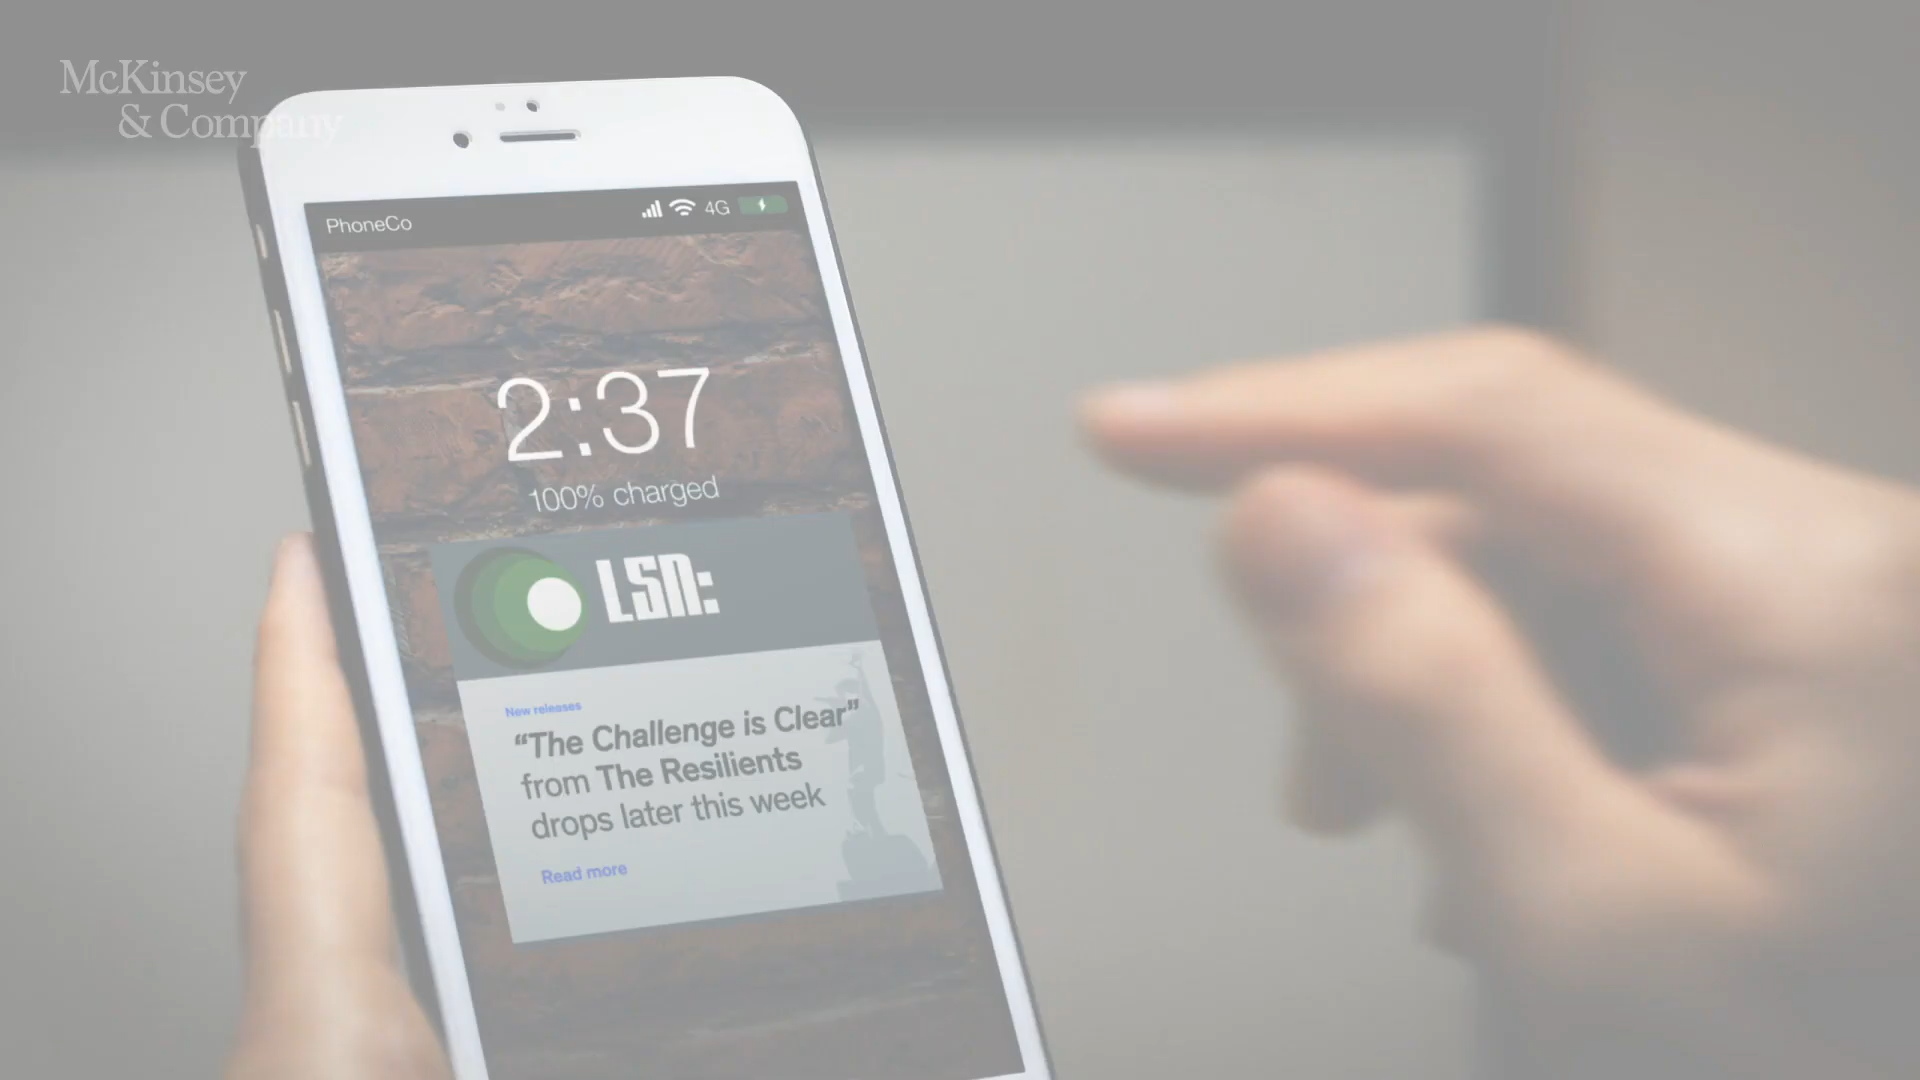 McKinsey
& Company
PhoneCo
4G
2:37
100% charged
LSN:
New releases
“The Challenge is Clear”
from The Resilients
drops later this week
Read more